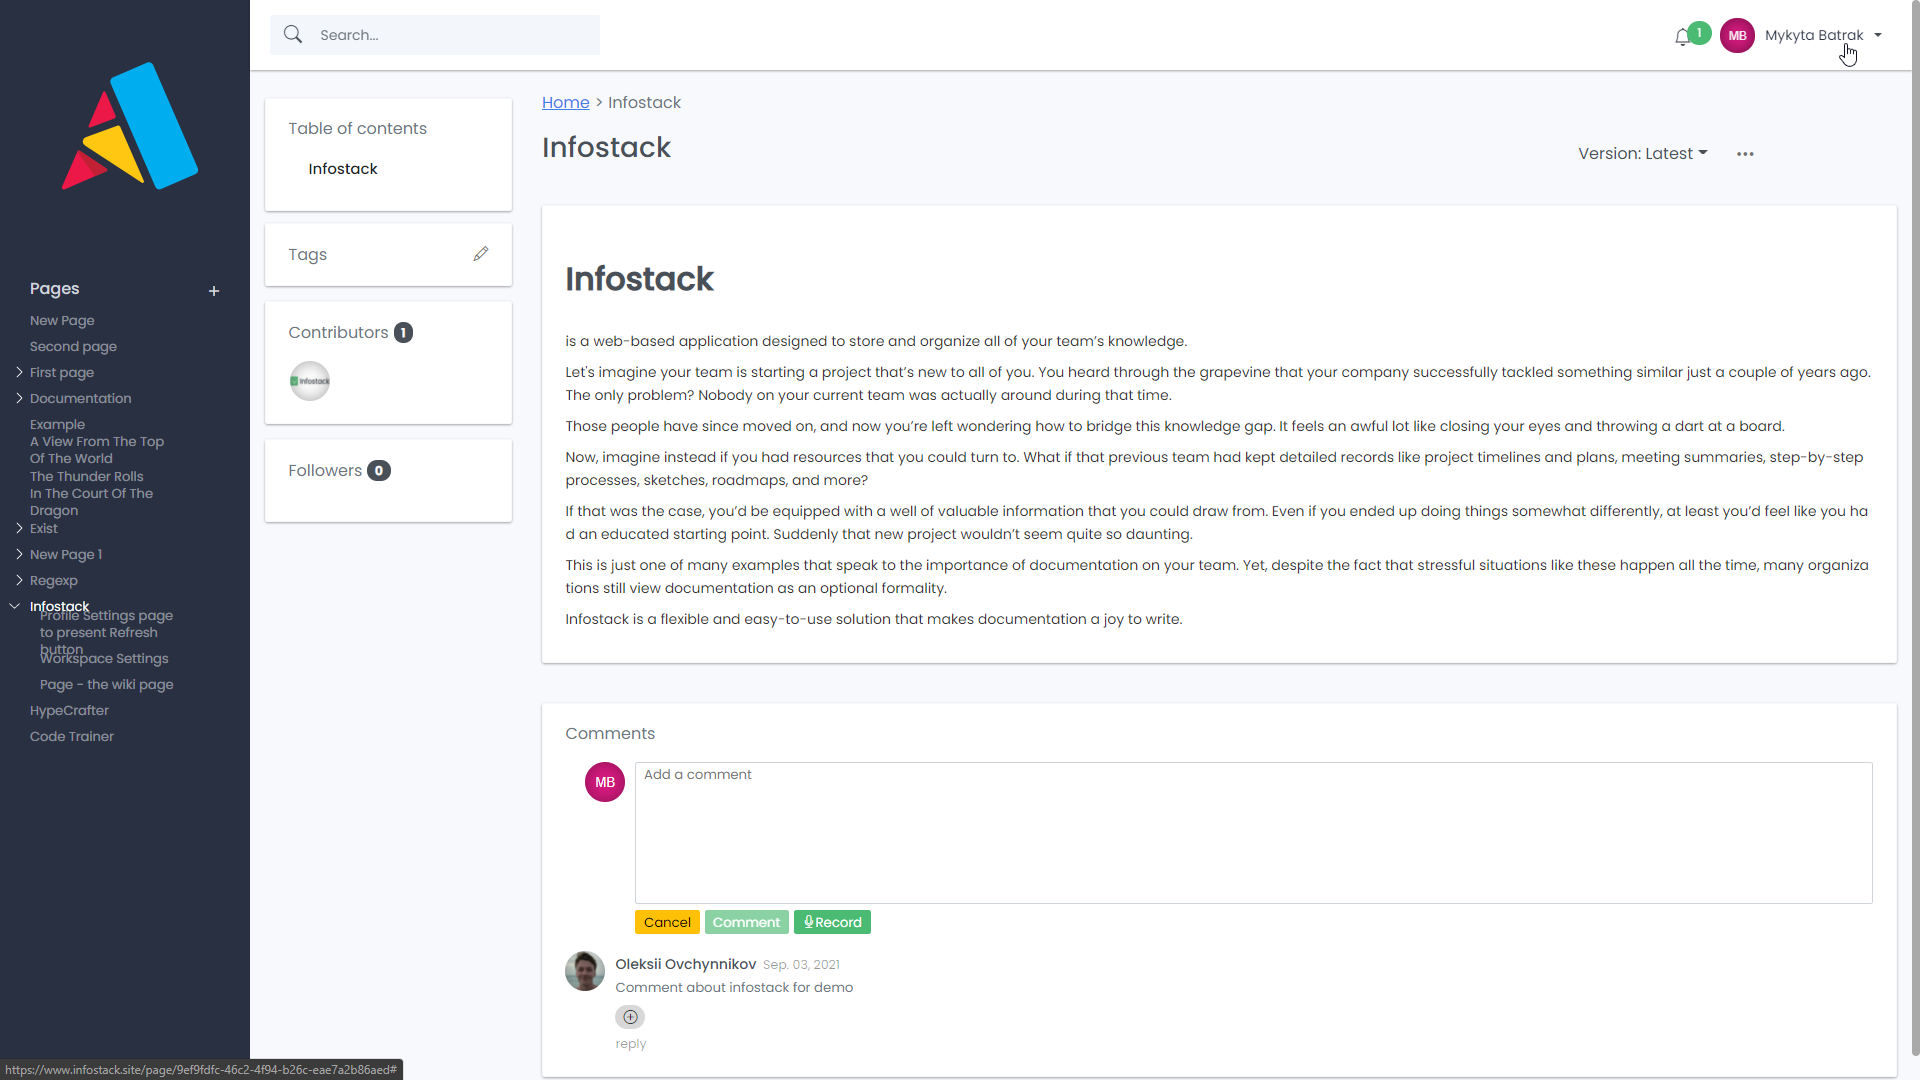 Search...
1
MB
Mykyta Batrak
Pages
+
New Page
Second page
First page
Documentation
Example
A View From The Top
Of The World
The Thunder Rolls
In The Court Of The
Dragon
Exist
New Page 1
Regexp
Infostack
Profile Settings page
to present Refresh
button
Workspace Settings
Page - the wiki page
HypeCrafter
Code Trainer
Table of contents
Infostack
Tags
Contributors 1
Infostack
Followers 0
Home > Infostack
Infostack
Version: Latest
Infostack
is a web-based application designed to store and organize all of your team’s knowledge.
Let's imagine your team is starting a project that’s new to all of you. You heard through the grapevine that your company successfully tackled something similar just a couple of years ago.
The only problem? Nobody on your current team was actually around during that time.
Those people have since moved on, and now you’re left wondering how to bridge this knowledge gap. It feels an awful lot like closing your eyes and throwing a dart at a board.
Now, imagine instead if you had resources that you could turn to. What if that previous team had kept detailed records like project timelines and plans, meeting summaries, step-by-step
processes, sketches, roadmaps, and more?
If that was the case, you’d be equipped with a well of valuable information that you could draw from. Even if you ended up doing things somewhat differently, at least you’d feel like you ha
d an educated starting point. Suddenly that new project wouldn’t seem quite so daunting.
This is just one of many examples that speak to the importance of documentation on your team. Yet, despite the fact that stressful situations like these happen all the time, many organiza
tions still view documentation as an optional formality.
Infostack is a flexible and easy-to-use solution that makes documentation a joy to write.
Comments
MB
Add a comment
Cancel
Comment
Record
Oleksii Ovchynnikov Sep. 03, 2021
Comment about infostack for demo
reply
https://www.infostack.site/page/9ef9fdfc-46c2-4f94-b26c-eae7a2b86aed#